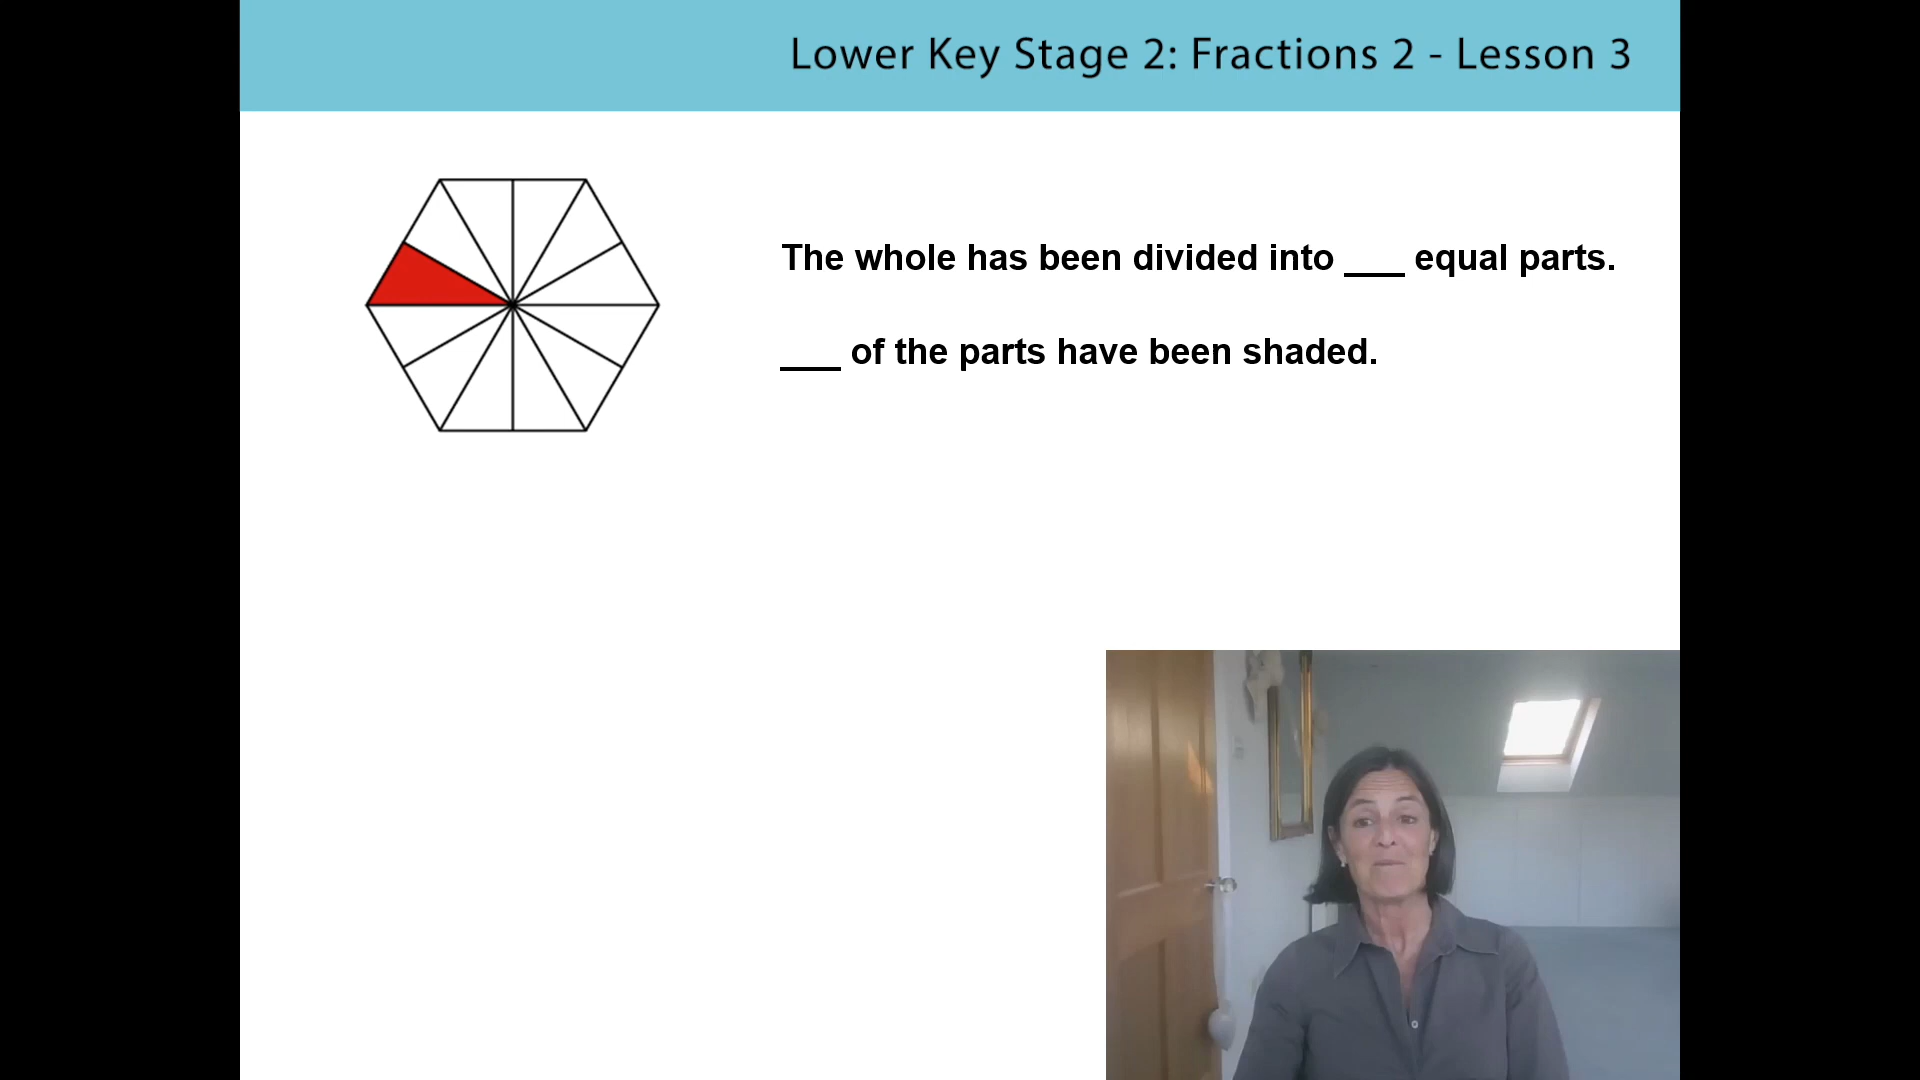 Lower Key Stage 2: Fractions 2 - Lesson 3
The whole has been divided into ___ equal parts.
___ of the parts have been shaded.